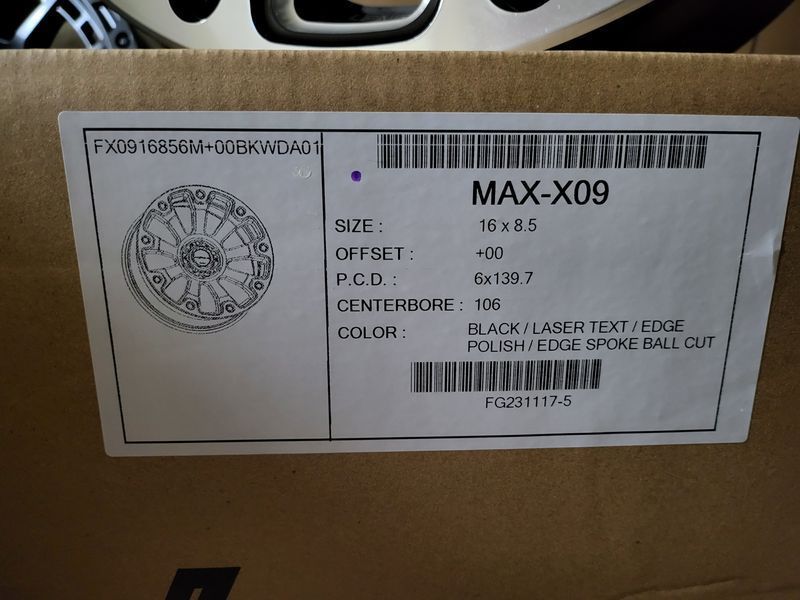 FX0916856M+00BKWDA01
MAX-X09
SIZE : 16 x 8.5
OFFSET : +00
P.C.D. : 6x139.7
CENTERBORE : 106
COLOR : BLACK / LASER TEXT / EDGE
POLISH / EDGE SPOKE BALL CUT
FG231117-5